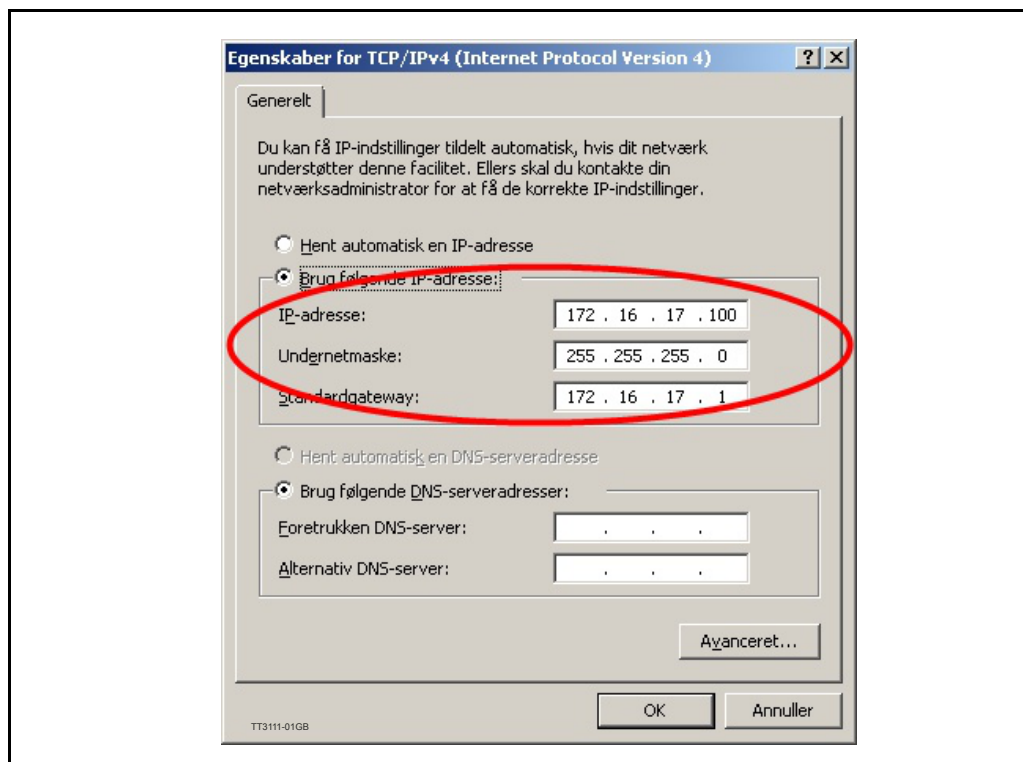 Egenskaber for TCP/IPv4 (Internet Protocol Version 4)
Generelt
Du kan få IP-indstillinger tildelt automatisk, hvis dit netværk
understøtter denne facilitet. Ellers skal du kontakte din
netværksadministrator for at få de korrekte IP-indstillinger.
Hent automatisk en IP-adresse
Brug følgende IP-adresse:
IP-adresse: 172 . 16 . 17 . 100
Undernetmaske: 255 . 255 . 255 . 0
Standardgateway: 172 . 16 . 17 . 1
Hent automatisk en DNS-serveradresse
Brug følgende DNS-serveradresser:
Foretrukken DNS-server: . . .
Alternativ DNS-server: . . .
Avanceret...
OK Annuller
TT3111-01GB